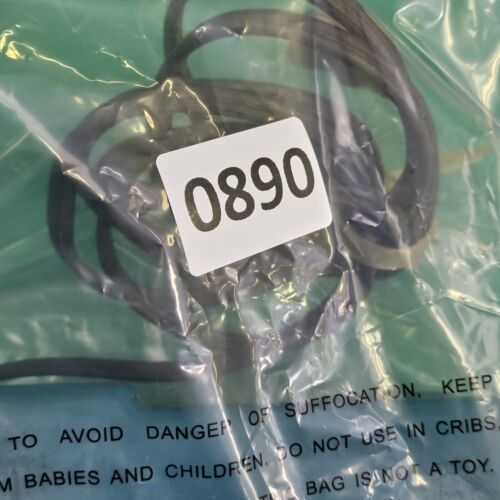 0890
TO AVOID DANGER OF SUFFOCATION, KEEP
M BABIES AND CHILDREN. DO NOT USE IN CRIBS,
BAG IS NOT A TOY.